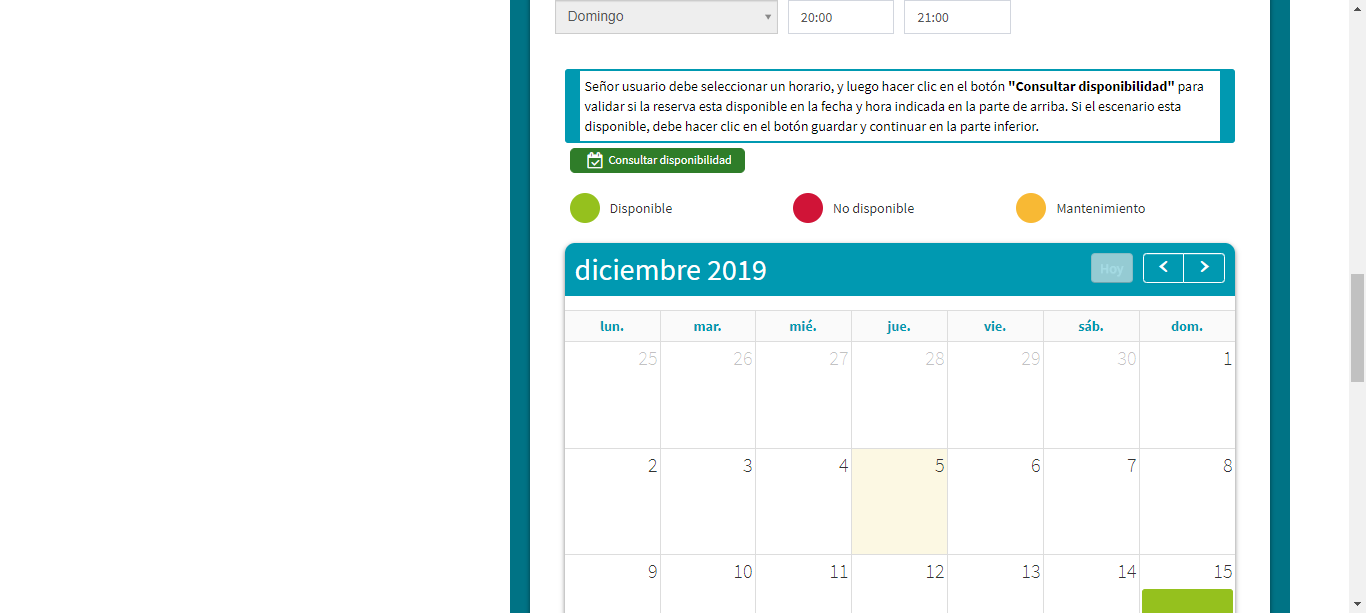 Domingo 20:00 21:00
Señor usuario debe seleccionar un horario, y luego hacer clic en el botón "Consultar disponibilidad" para
validar si la reserva esta disponible en la fecha y hora indicada en la parte de arriba. Si el escenario esta
disponible, debe hacer clic en el botón guardar y continuar en la parte inferior.
Consultar disponibilidad
Disponible No disponible Mantenimiento
diciembre 2019 Hoy
lun. mar. mié. jue. vie. sáb. dom.
25 26 27 28 29 30 1
2 3 4 5 6 7 8
9 10 11 12 13 14 15